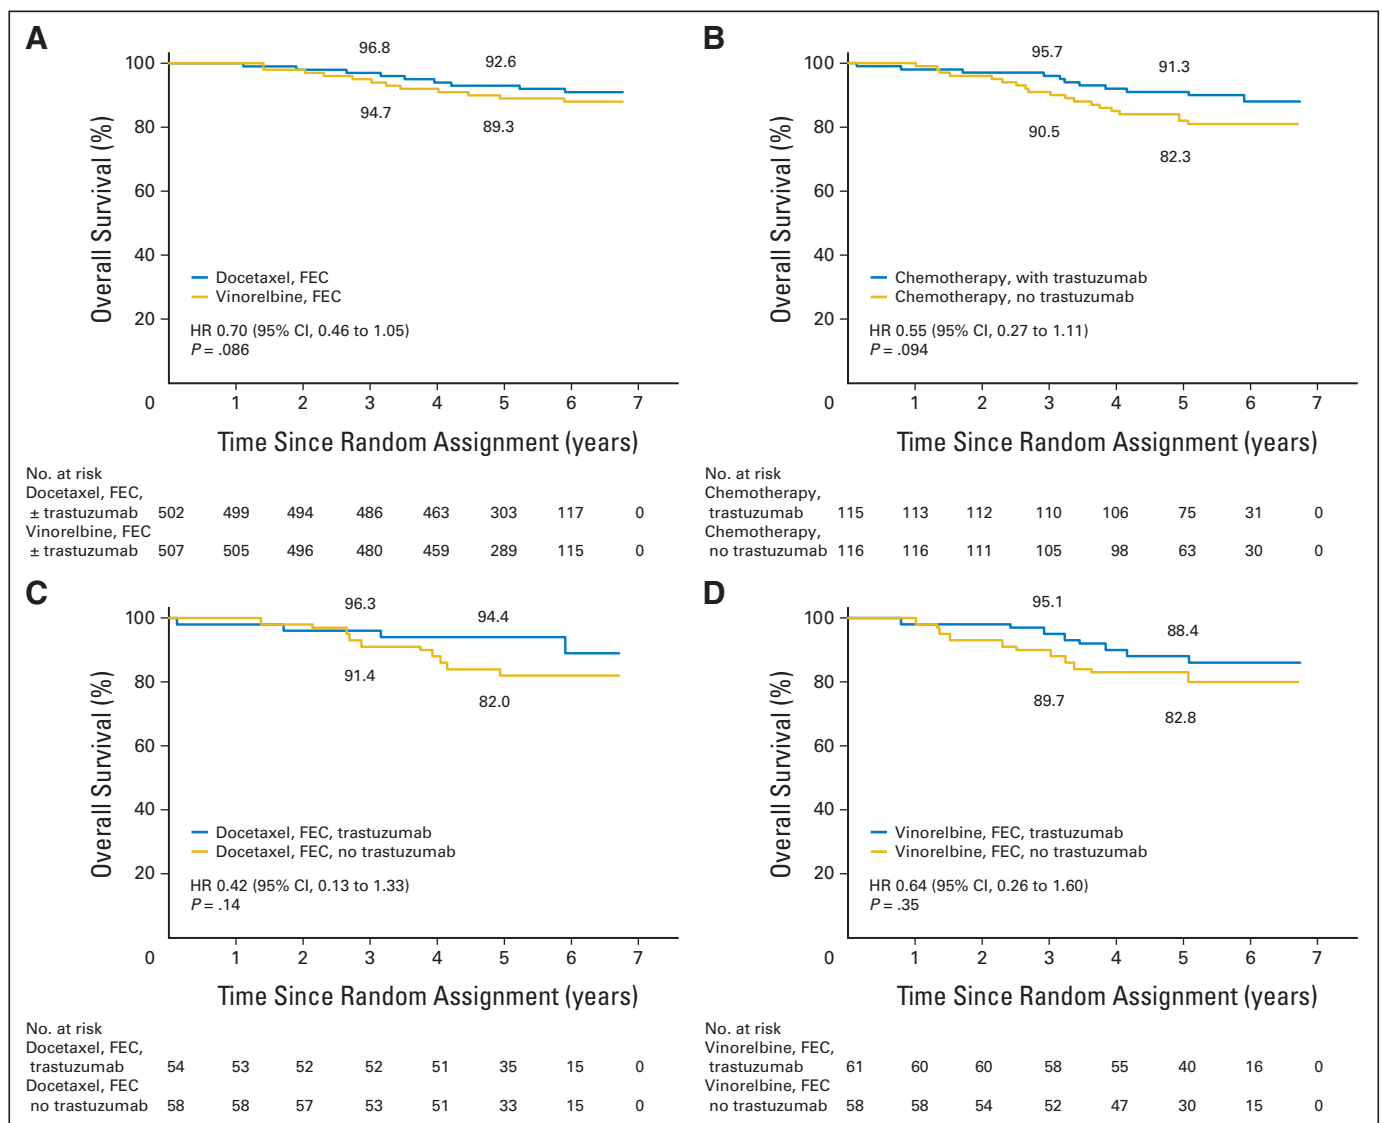 A
96.8
92.6
94.7
89.3
100
80
60
40
20
0
Overall Survival (%)
Docetaxel, FEC
Vinorelbine, FEC
HR 0.70 (95% CI, 0.46 to 1.05)
P = .086
1 2 3 4 5 6 7
Time Since Random Assignment (years)
No. at risk
Docetaxel, FEC,
± trastuzumab 502 499 494 486 463 303 117 0
Vinorelbine, FEC
± trastuzumab 507 505 496 480 459 289 115 0
B
95.7
91.3
90.5
82.3
100
80
60
40
20
0
Overall Survival (%)
Chemotherapy, with trastuzumab
Chemotherapy, no trastuzumab
HR 0.55 (95% CI, 0.27 to 1.11)
P = .094
1 2 3 4 5 6 7
Time Since Random Assignment (years)
No. at risk
Chemotherapy,
trastuzumab 115 113 112 110 106 75 31 0
Chemotherapy,
no trastuzumab 116 116 111 105 98 63 30 0
C
96.3
94.4
91.4
82.0
100
80
60
40
20
0
Overall Survival (%)
Docetaxel, FEC, trastuzumab
Docetaxel, FEC, no trastuzumab
HR 0.42 (95% CI, 0.13 to 1.33)
P = .14
1 2 3 4 5 6 7
Time Since Random Assignment (years)
No. at risk
Docetaxel, FEC,
trastuzumab 54 53 52 52 51 35 15 0
Docetaxel, FEC
no trastuzumab 58 58 57 53 51 33 15 0
D
95.1
88.4
89.7
82.8
100
80
60
40
20
0
Overall Survival (%)
Vinorelbine, FEC, trastuzumab
Vinorelbine, FEC, no trastuzumab
HR 0.64 (95% CI, 0.26 to 1.60)
P = .35
1 2 3 4 5 6 7
Time Since Random Assignment (years)
No. at risk
Vinorelbine, FEC,
trastuzumab 61 60 60 58 55 40 16 0
Vinorelbine, FEC
no trastuzumab 58 58 54 52 47 30 15 0